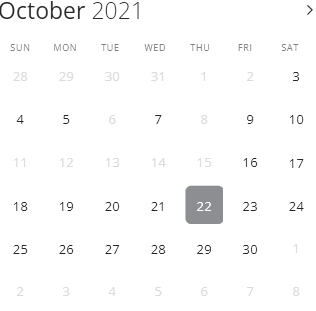 October 2021
SUN MON TUE WED THU FRI SAT
28 29 30 31 1 2 3
4 5 6 7 8 9 10
11 12 13 14 15 16 17
18 19 20 21 22 23 24
25 26 27 28 29 30 1
2 3 4 5 6 7 8